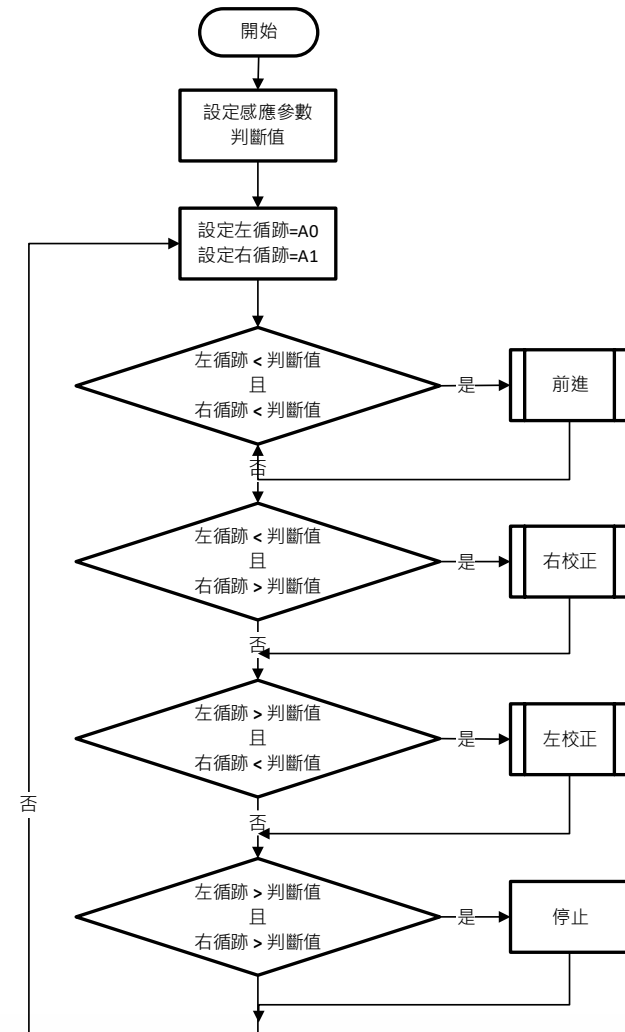 開始
設定感應參數
判斷值
設定左循跡=A0
設定右循跡=A1
左循跡 < 判斷值
且
右循跡 < 判斷值
是
前進
否
左循跡 < 判斷值
且
右循跡 > 判斷值
是
右校正
否
左循跡 > 判斷值
且
右循跡 < 判斷值
是
左校正
否
否
左循跡 > 判斷值
且
右循跡 > 判斷值
是
停止